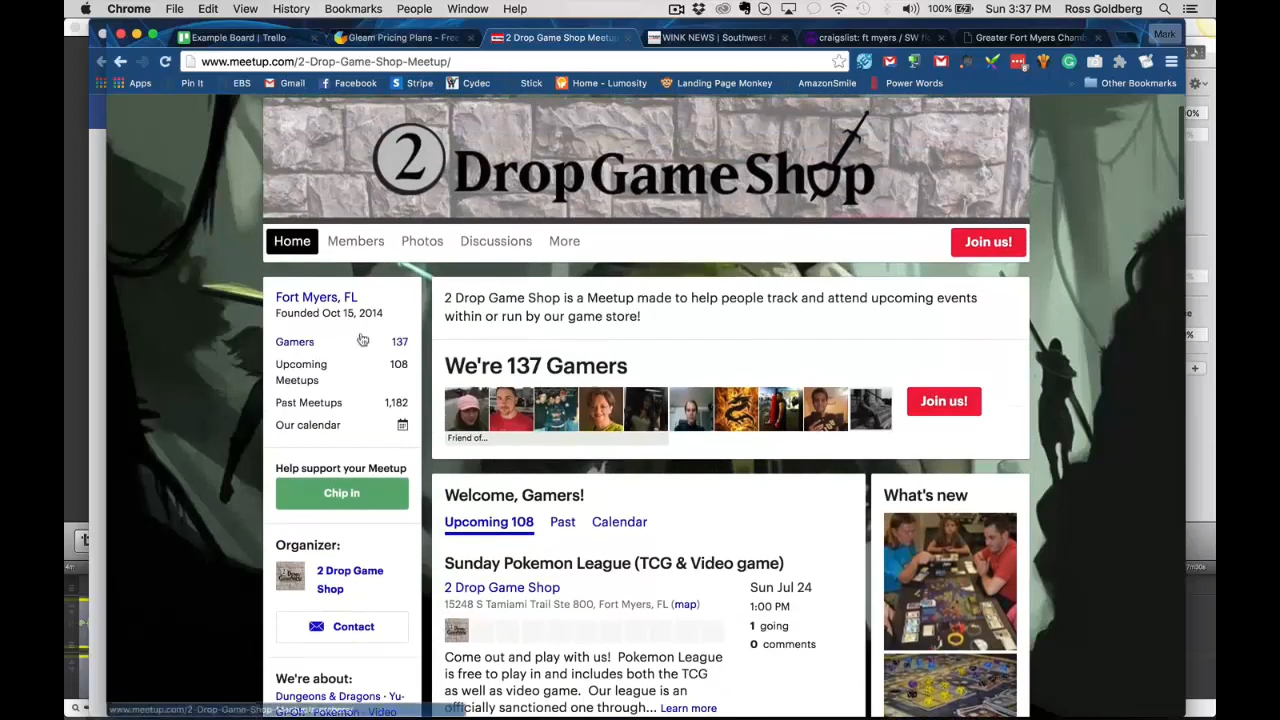 Chrome File Edit View History Bookmarks People Window Help 100% Sun 3:37 PM Ross Goldberg
Example Board | Trello Gleam Pricing Plans - Free 2 Drop Game Shop Meetup WINK NEWS | Southwest craigslist: ft myers / SW fl Greater Fort Myers Chamb Mark
www.meetup.com/2-Drop-Game-Shop-Meetup/
Apps Pin It EBS Gmail Facebook Stripe Cydec Stick Home - Lumosity Landing Page Monkey AmazonSmile Power Words Other Bookmarks
2 Drop Game Shop
Home Members Photos Discussions More Join us!
Fort Myers, FL
Founded Oct 15, 2014
Gamers 137
Upcoming Meetups 108
Past Meetups 1,182
Our calendar
Help support your Meetup
Chip in
Organizer:
2 Drop Game
Shop
Contact
We're about:
Dungeons & Dragons · Yu-
Gi-Oh · Pokemon · Video
2 Drop Game Shop is a Meetup made to help people track and attend upcoming events
within or run by our game store!
We're 137 Gamers
Join us!
Friend of...
Welcome, Gamers!
Upcoming 108 Past Calendar
Sunday Pokemon League (TCG & Video game)
2 Drop Game Shop
15248 S Tamiami Trail Ste 800, Fort Myers, FL (map)
Sun Jul 24
1:00 PM
1 going
0 comments
Come out and play with us! Pokemon League
is free to play in and includes both the TCG
as well as video game. Our league is an
officially sanctioned one through... Learn more
What's new